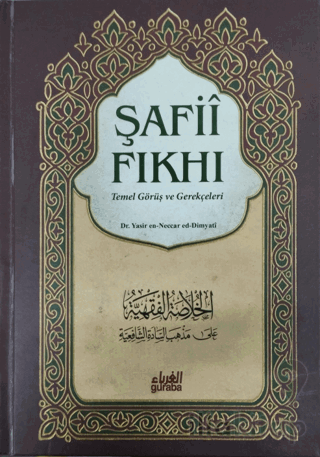 ŞAFİÎ
FIKHI
Temel Görüş ve Gerekçeleri
Dr. Yasir en-Neccar ed-Dimyatî
الخلاصة الفقهية
على مذهب السادة الشافعية
الغرباء
guraba